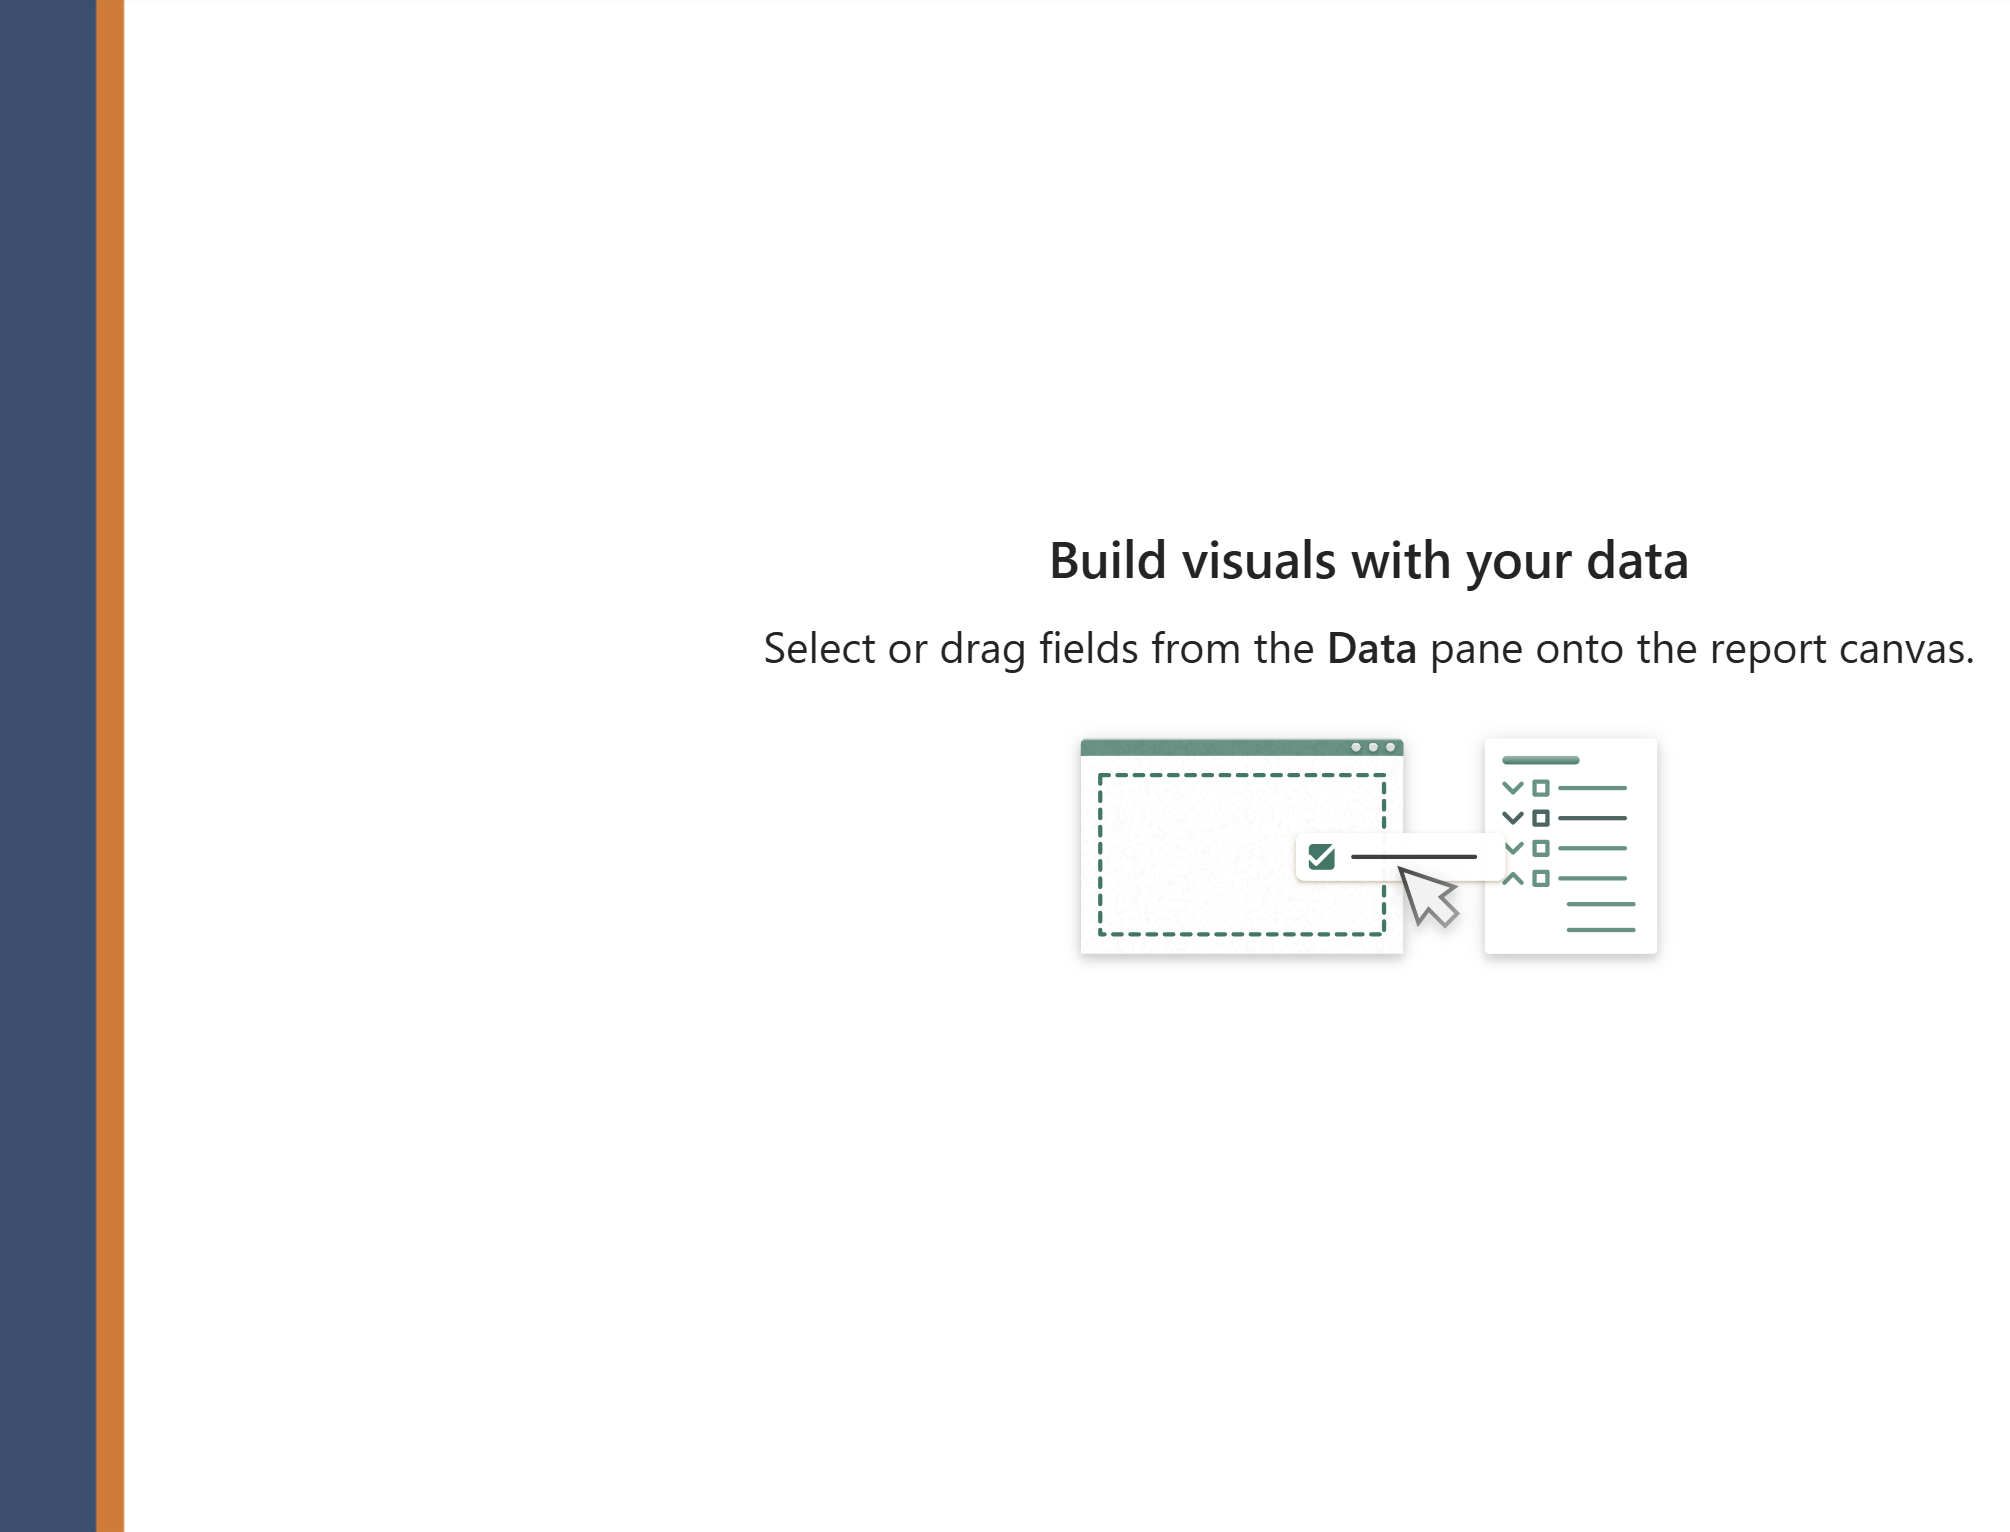 Build visuals with your data
Select or drag fields from the Data pane onto the report canvas.